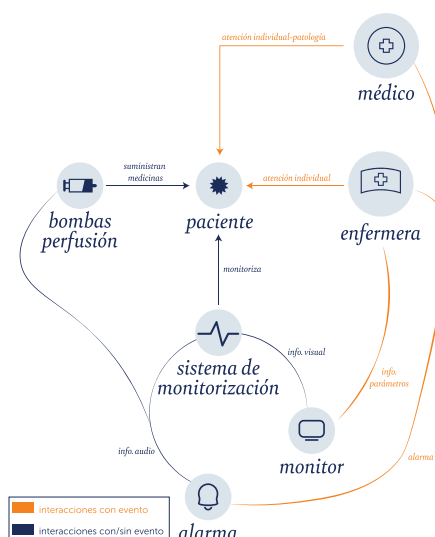 atención individual-patología
médico
suministran
medicinas
atención individual
bombas
perfusión
paciente
enfermera
monitoriza
sistema de
monitorización
info. visual
info.
parámetros
info. audio
monitor
alarma
alarma
interacciones con evento
interacciones con/sin evento